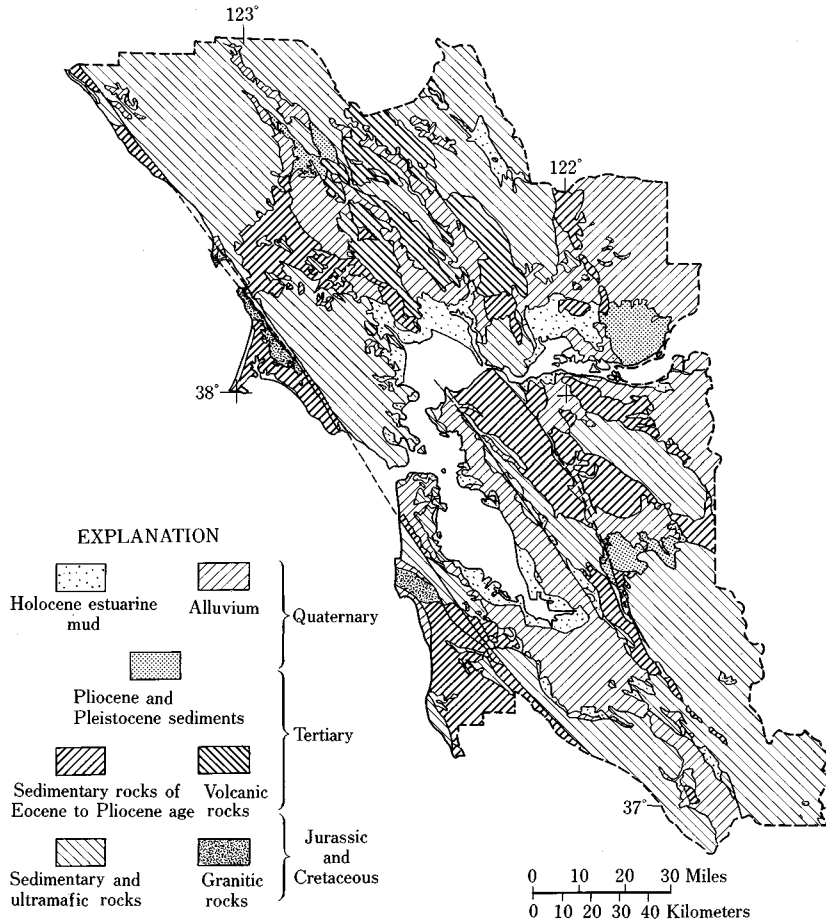 123°
122°
38°
EXPLANATION
Holocene estuarine
mud
Alluvium
Quaternary
Pliocene and
Pleistocene sediments
Tertiary
Sedimentary rocks of
Eocene to Pliocene age
Volcanic
rocks
Jurassic
and
Cretaceous
Sedimentary and
ultramafic rocks
Granitic
rocks
37°
0 10 20 30 Miles
0 10 20 30 40 Kilometers